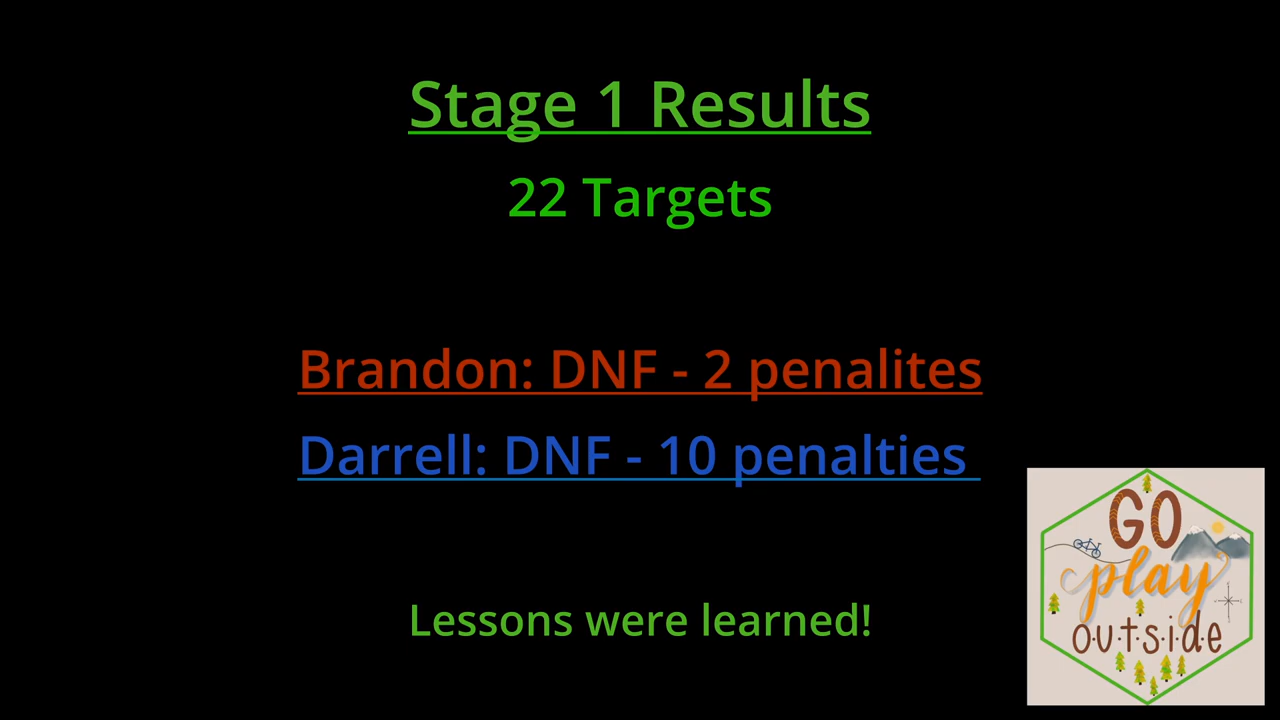 Stage 1 Results
22 Targets
Brandon: DNF - 2 penalites
Darrell: DNF - 10 penalties
Lessons were learned!
GO
play
outside